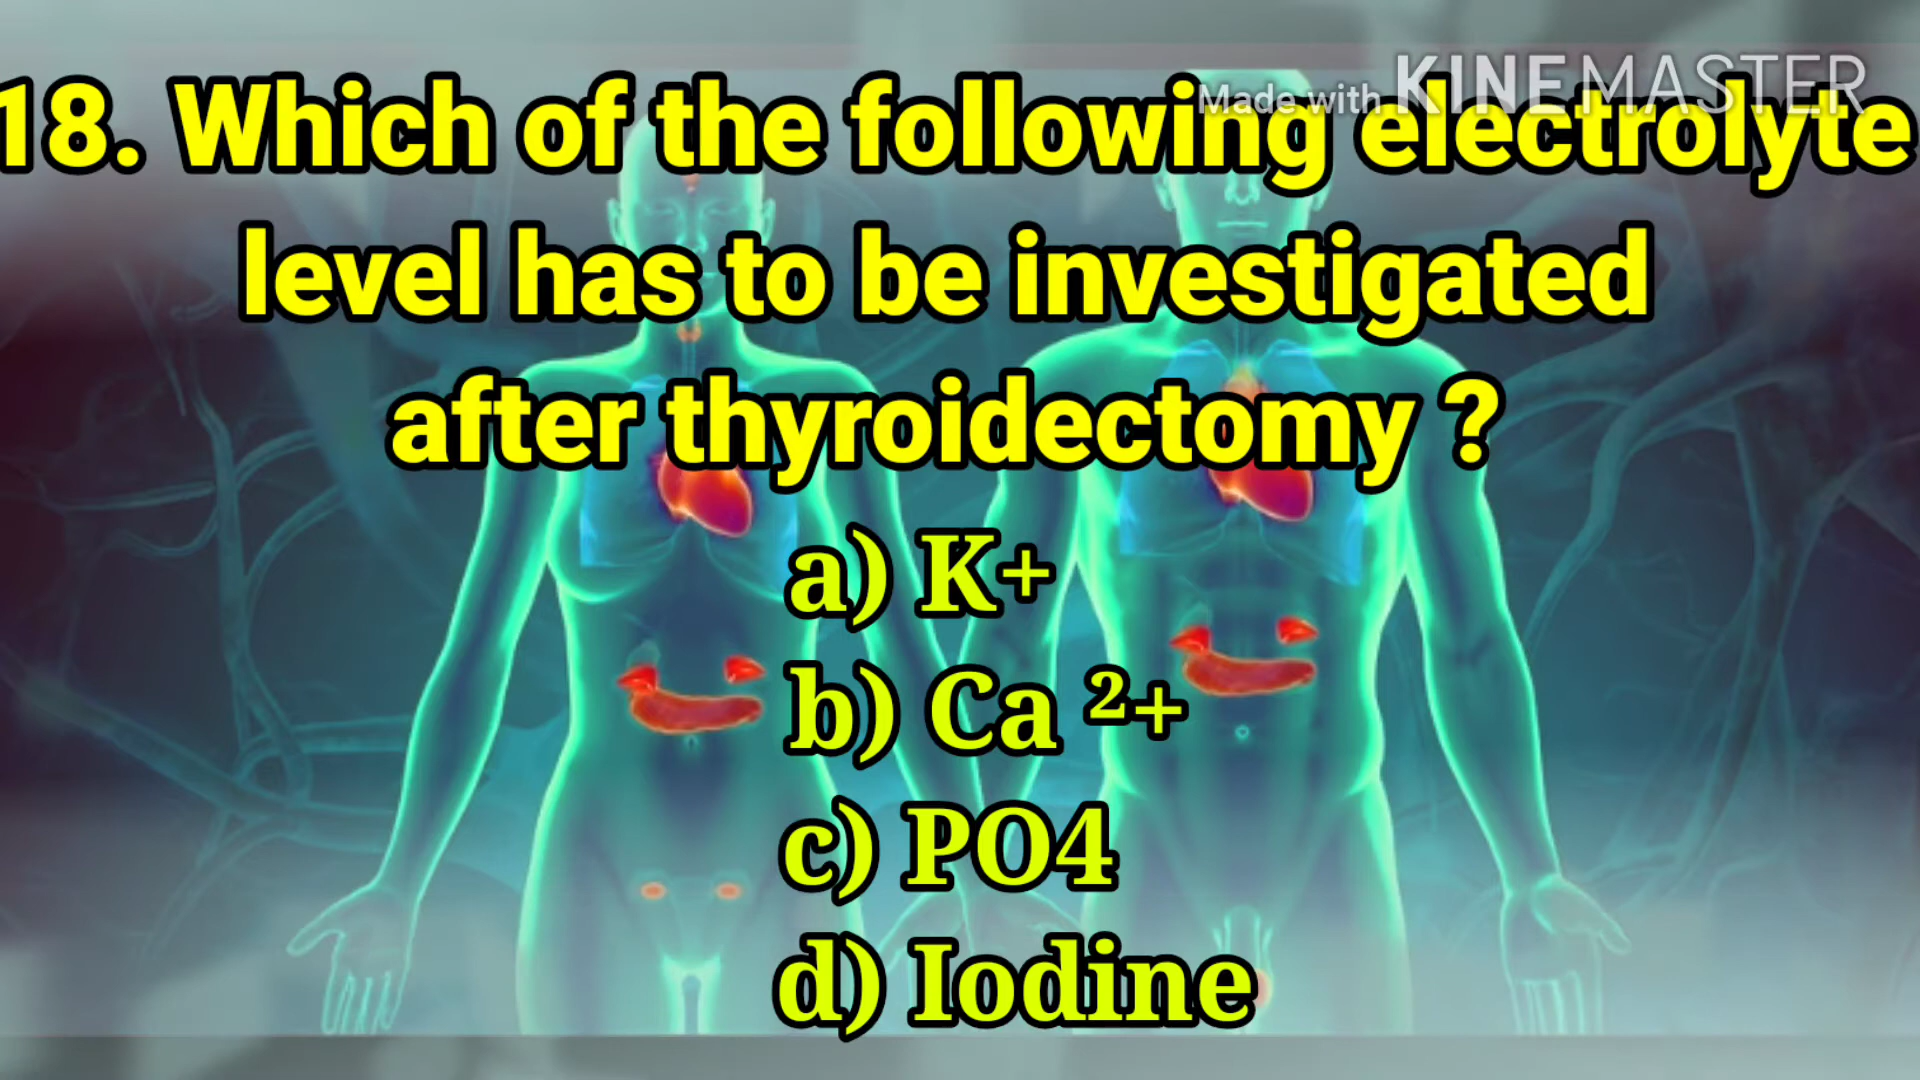 Made with KINEMASTER
18. Which of the following electrolyte
level has to be investigated
after thyroidectomy ?
a) K+
b) Ca ²+
c) PO4
d) Iodine